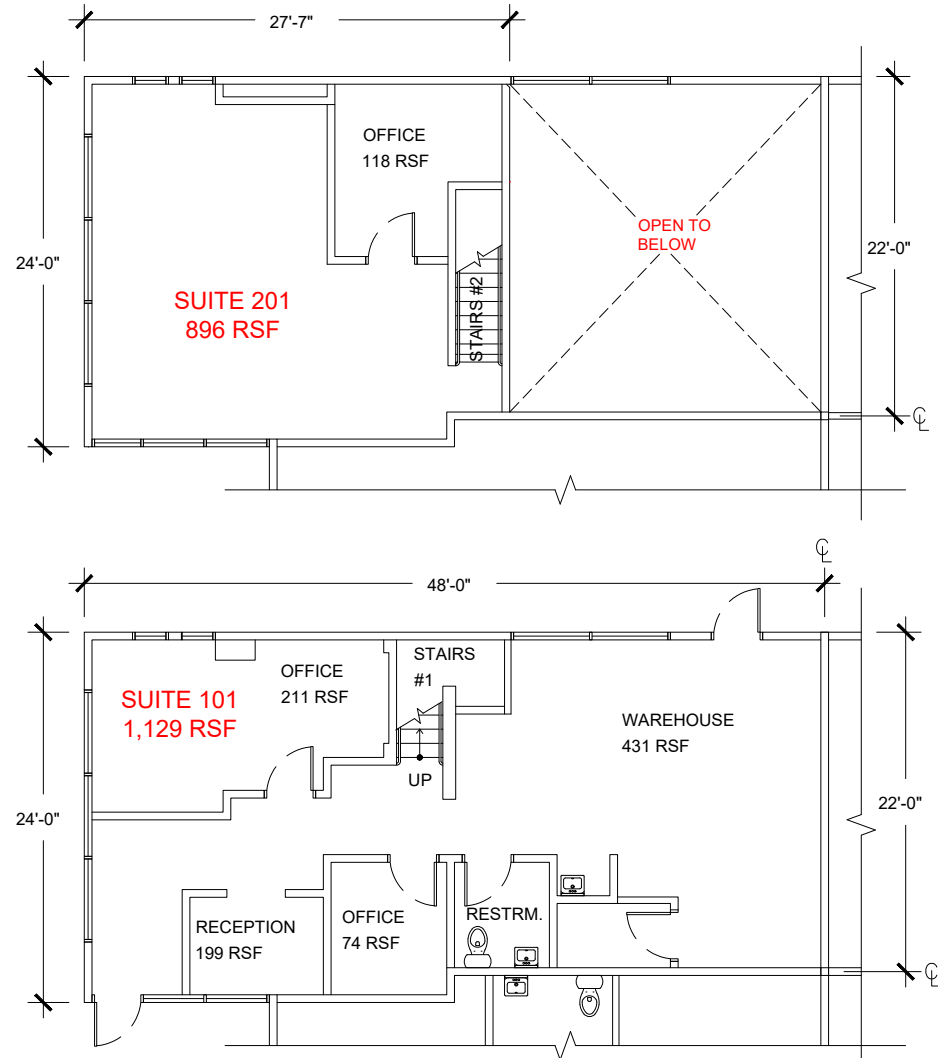 27'-7"
OFFICE
118 RSF
OPEN TO
BELOW
24'-0"
22'-0"
SUITE 201
896 RSF
STAIRS #2
℄
℄
48'-0"
STAIRS
#1
OFFICE
211 RSF
SUITE 101
1,129 RSF
WAREHOUSE
431 RSF
UP
24'-0"
22'-0"
RECEPTION
199 RSF
OFFICE
74 RSF
RESTRM.
℄